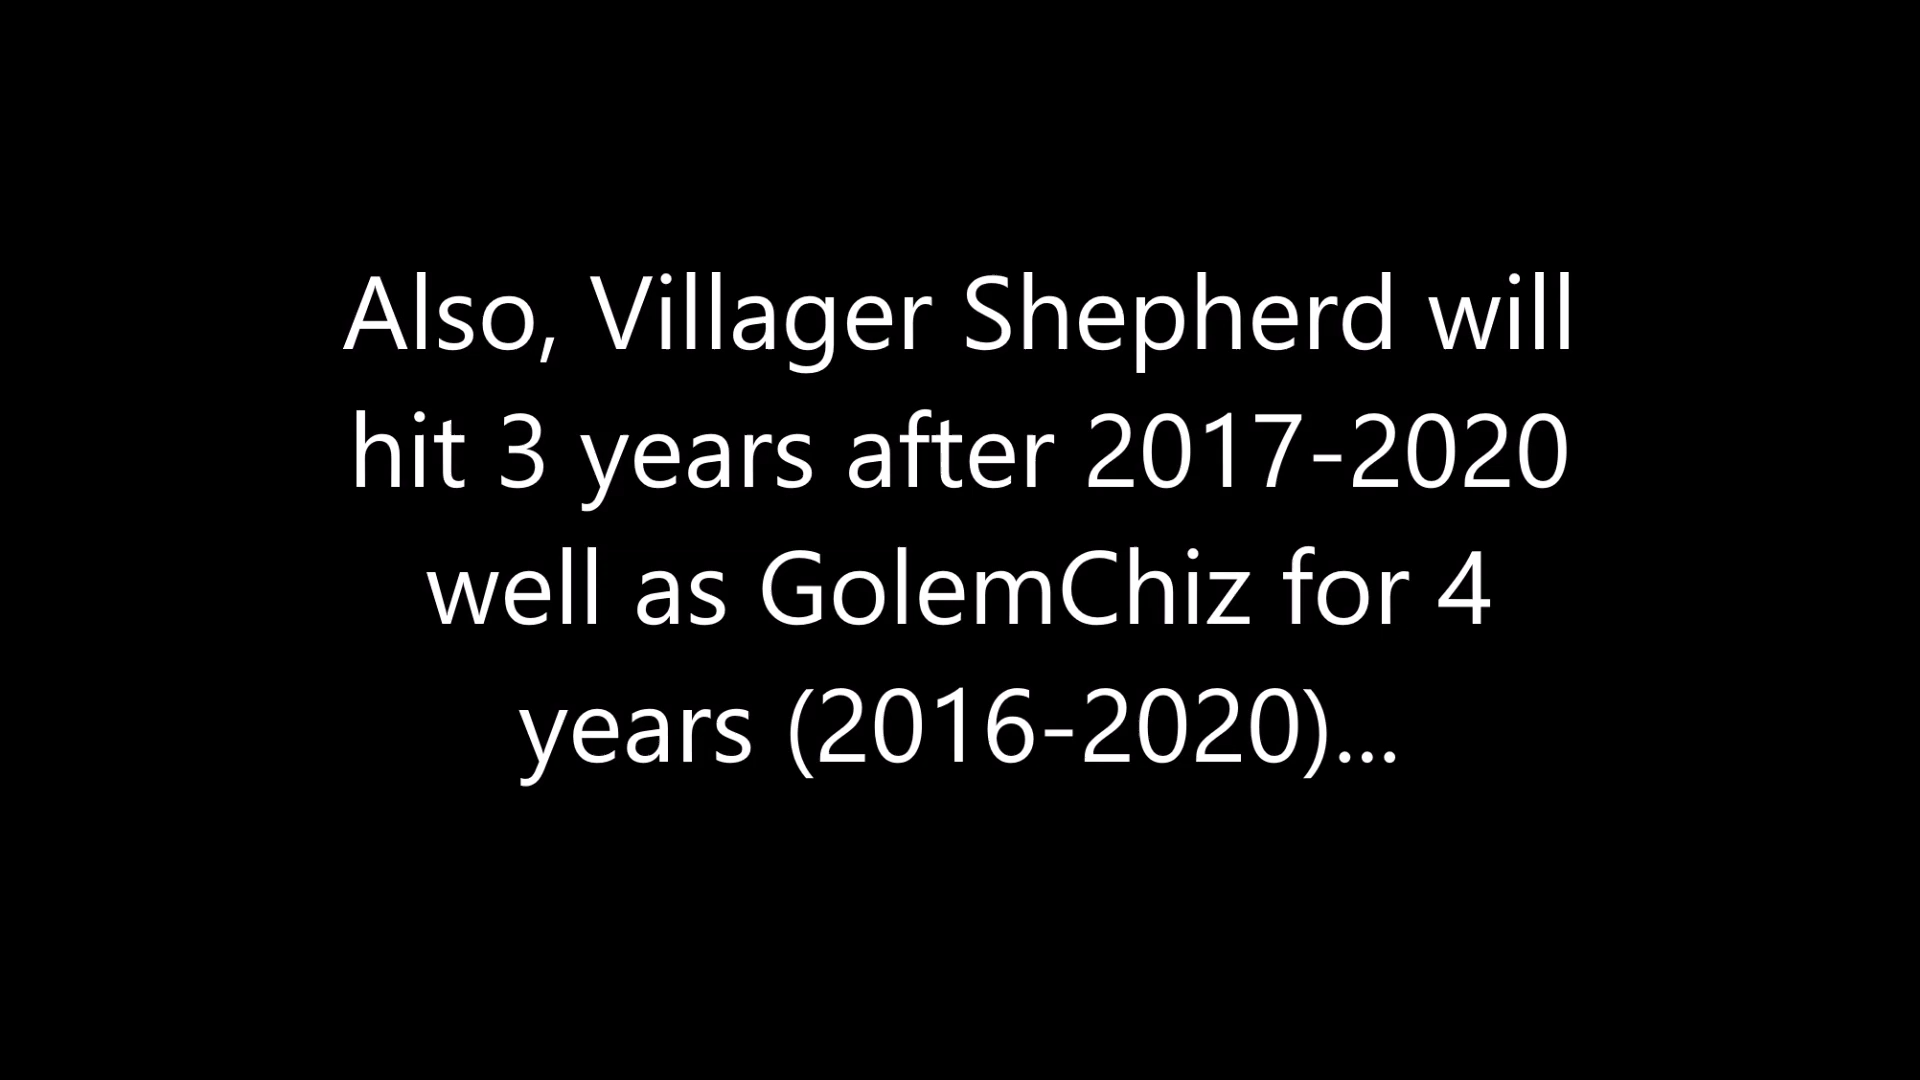 Also, Villager Shepherd will
hit 3 years after 2017-2020
well as GolemChiz for 4
years (2016-2020)...